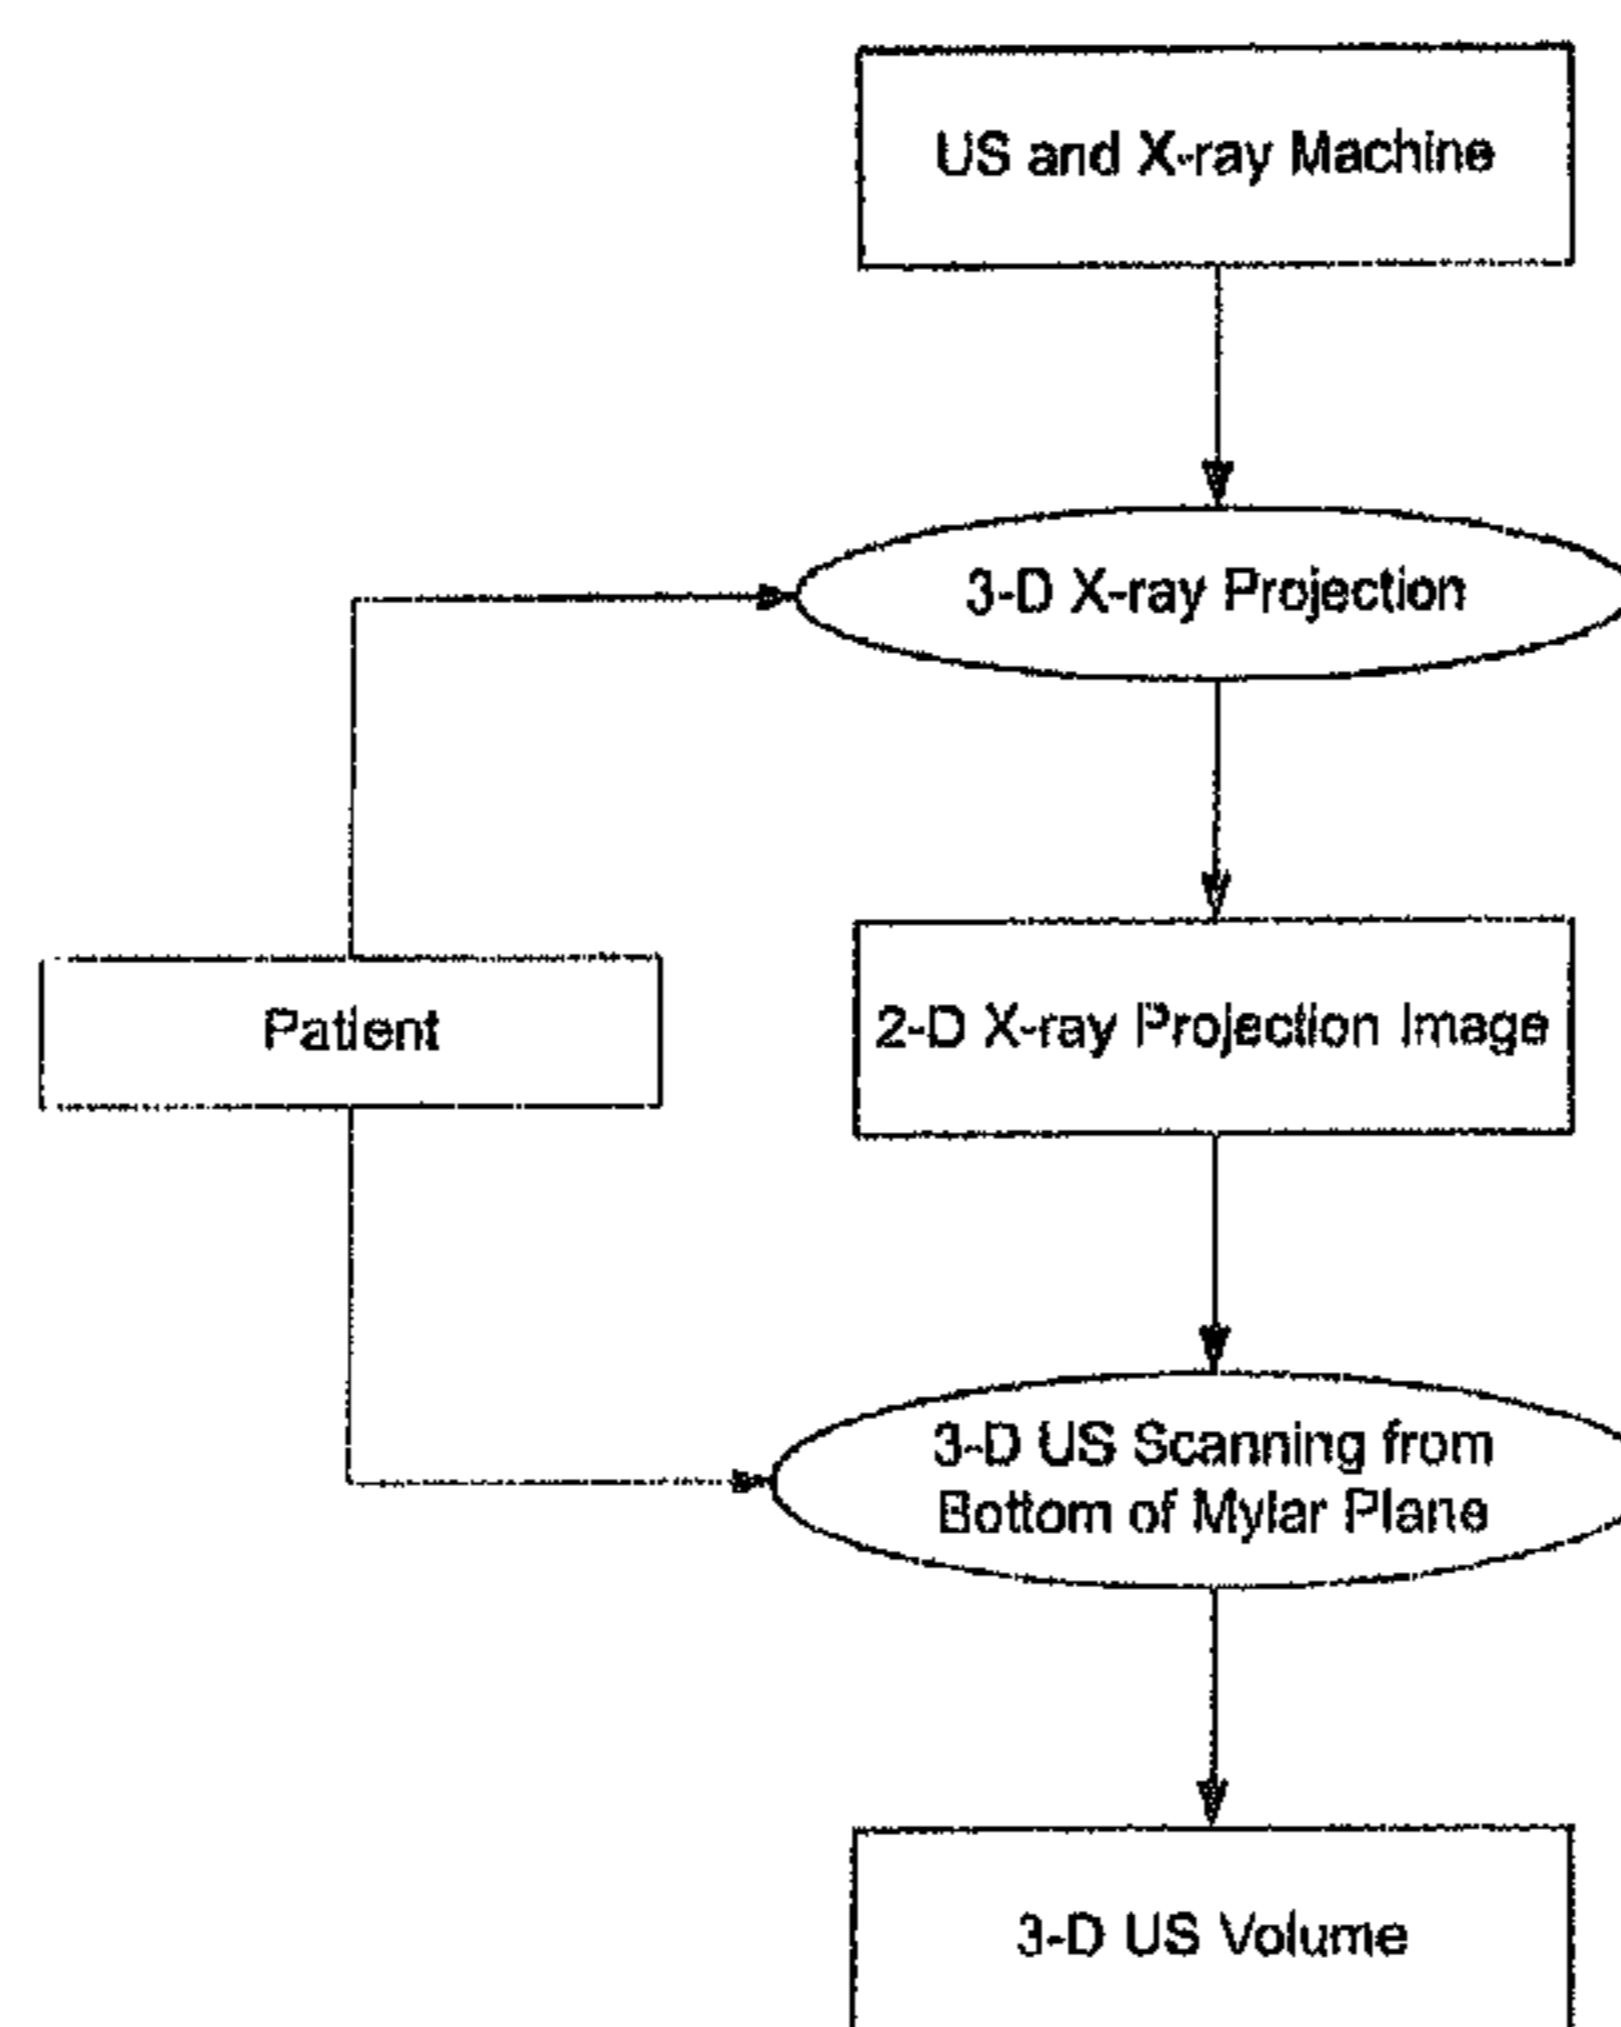 US and X-ray Machine
3-D X-ray Projection
Patient
2-D X-ray Projection Image
3-D US Scanning from
Bottom of Mylar Plane
3-D US Volume